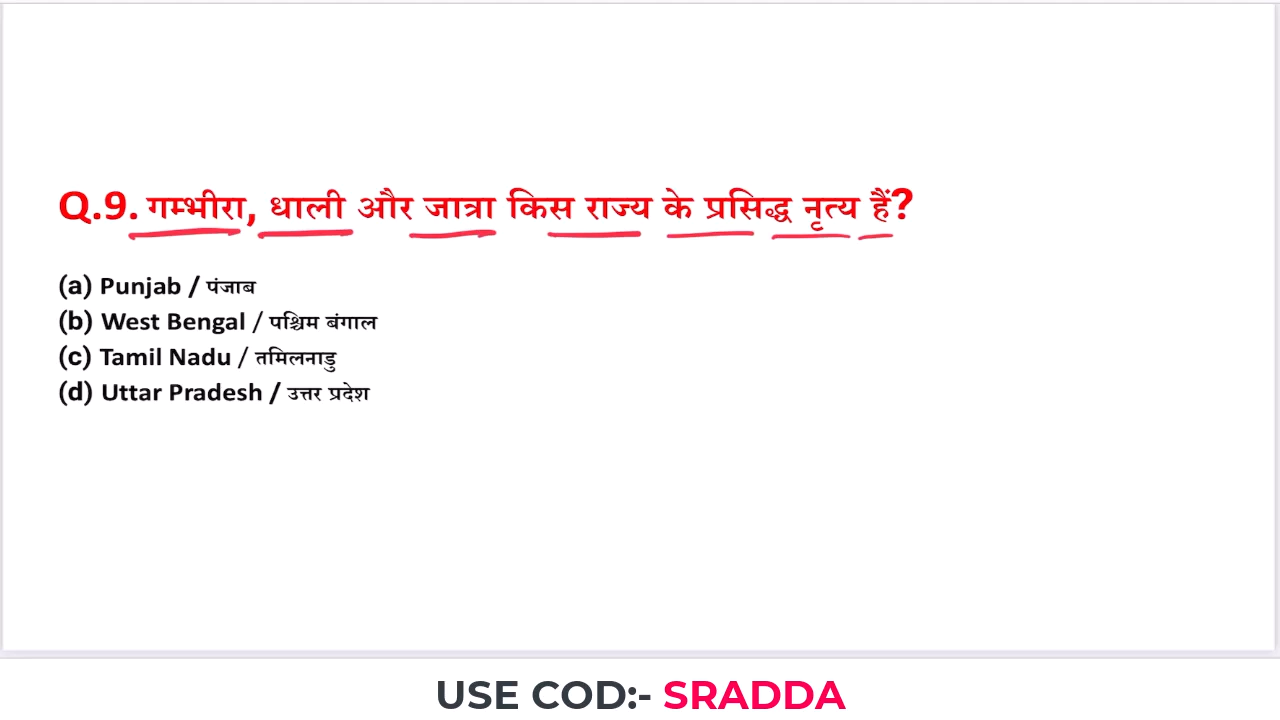 Q.9. गम्भीरा, धाली और जात्रा किस राज्य के प्रसिद्ध नृत्य हैं?
(a) Punjab / पंजाब
(b) West Bengal / पश्चिम बंगाल
(c) Tamil Nadu / तमिलनाडु
(d) Uttar Pradesh / उत्तर प्रदेश
USE COD:- SRADDA